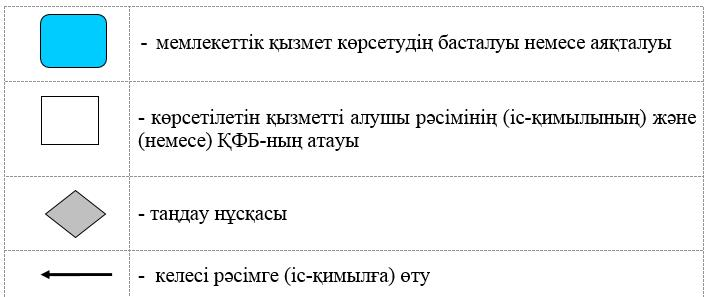 - мемлекеттік қызмет көрсетудің басталуы немесе аяқталуы
- көрсетілетін қызметті алушы рәсімінің (іс-қимылының) және
(немесе) ҚФБ-ның атауы
- таңдау нұсқасы
- келесі рәсімге (іс-қимылға) өту